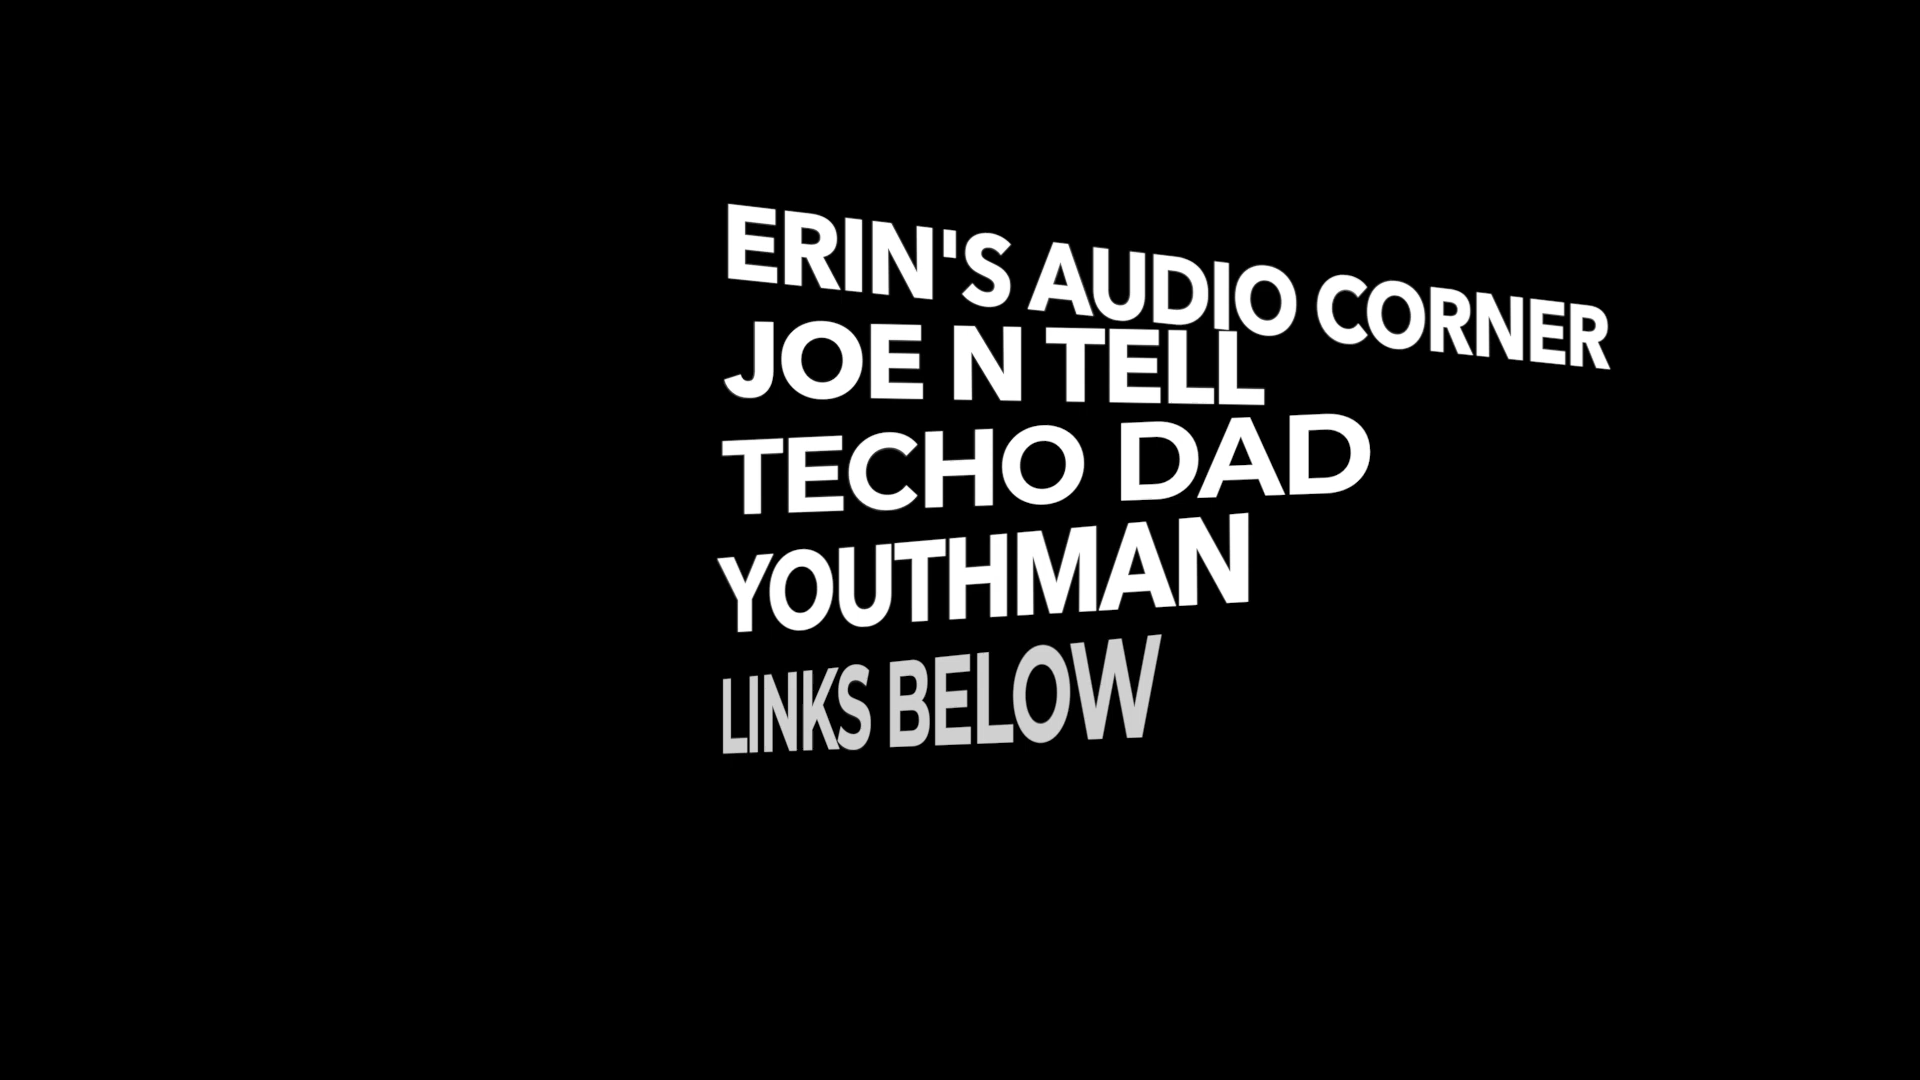 ERIN'S AUDIO CORNER
JOE N TELL
TECHO DAD
YOUTHMAN
LINKS BELOW